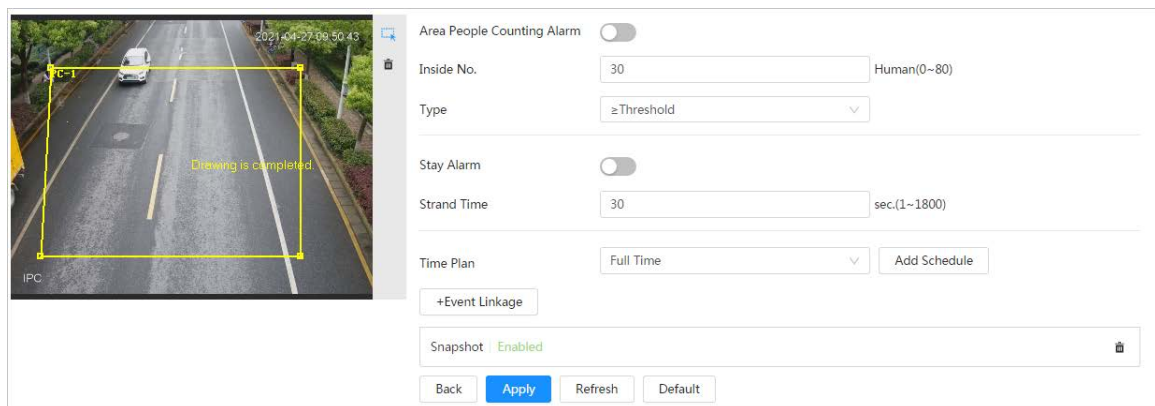 2021-04-27 09:50:43
PC-1
Drawing is completed.
IPC
Area People Counting Alarm
Inside No. 30 Human(0~80)
Type ≥Threshold
Stay Alarm
Strand Time 30 sec.(1~1800)
Time Plan Full Time Add Schedule
+Event Linkage
Snapshot Enabled
Back Apply Refresh Default